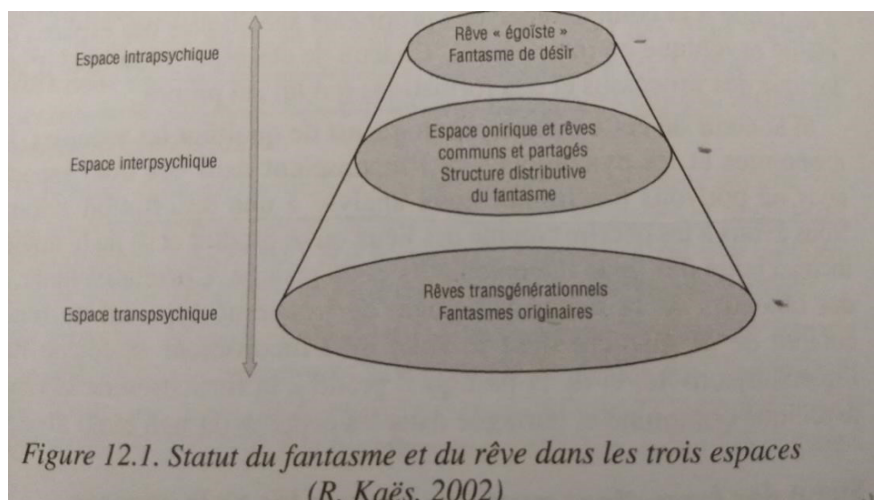 Espace intrapsychique
Rêve « égoïste »
Fantasme de désir
Espace interpsychique
Espace onirique et rêves
communs et partagés
Structure distributive
du fantasme
Espace transpsychique
Rêves transgénérationnels
Fantasmes originaires
Figure 12.1. Statut du fantasme et du rêve dans les trois espaces
(R. Kaës, 2002)